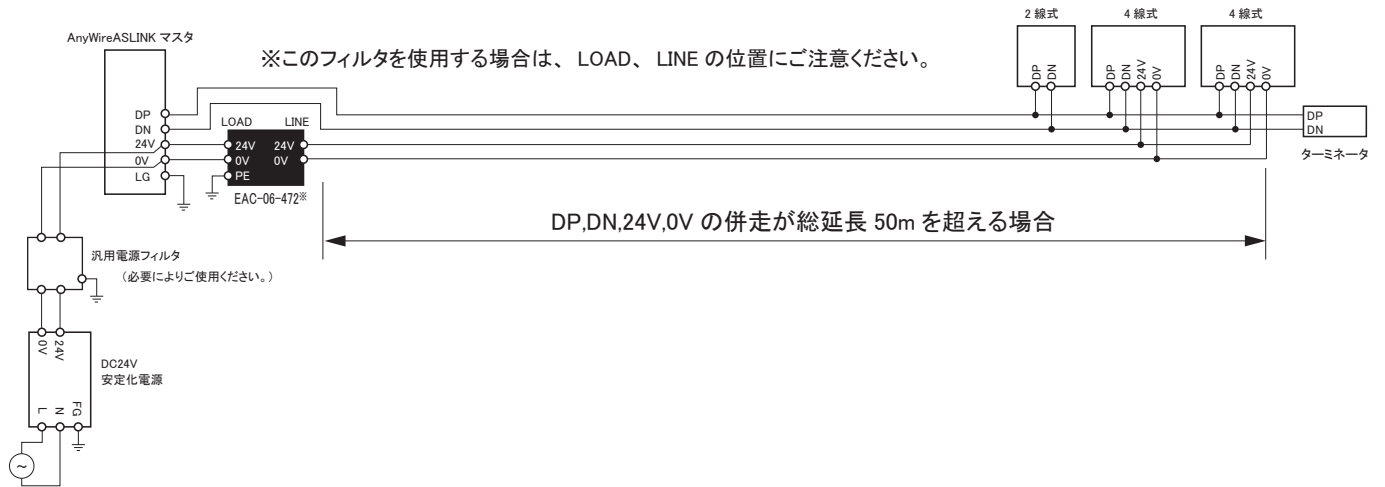 2 線式
4 線式
4 線式
AnyWireASLINK マスタ
※このフィルタを使用する場合は、 LOAD、 LINE の位置にご注意ください。
DP
DN
DP
DN
24V
0V
DP
DN
24V
0V
DP
DN
24V
0V
LG
LOAD
LINE
24V
24V
0V
0V
PE
EAC-06-472※
DP
DN
ターミネータ
DP,DN,24V,0V の併走が総延長 50m を超える場合
汎用電源フィルタ
（必要によりご使用ください。）
0V
24V
DC24V
安定化電源
L
N
FG
~